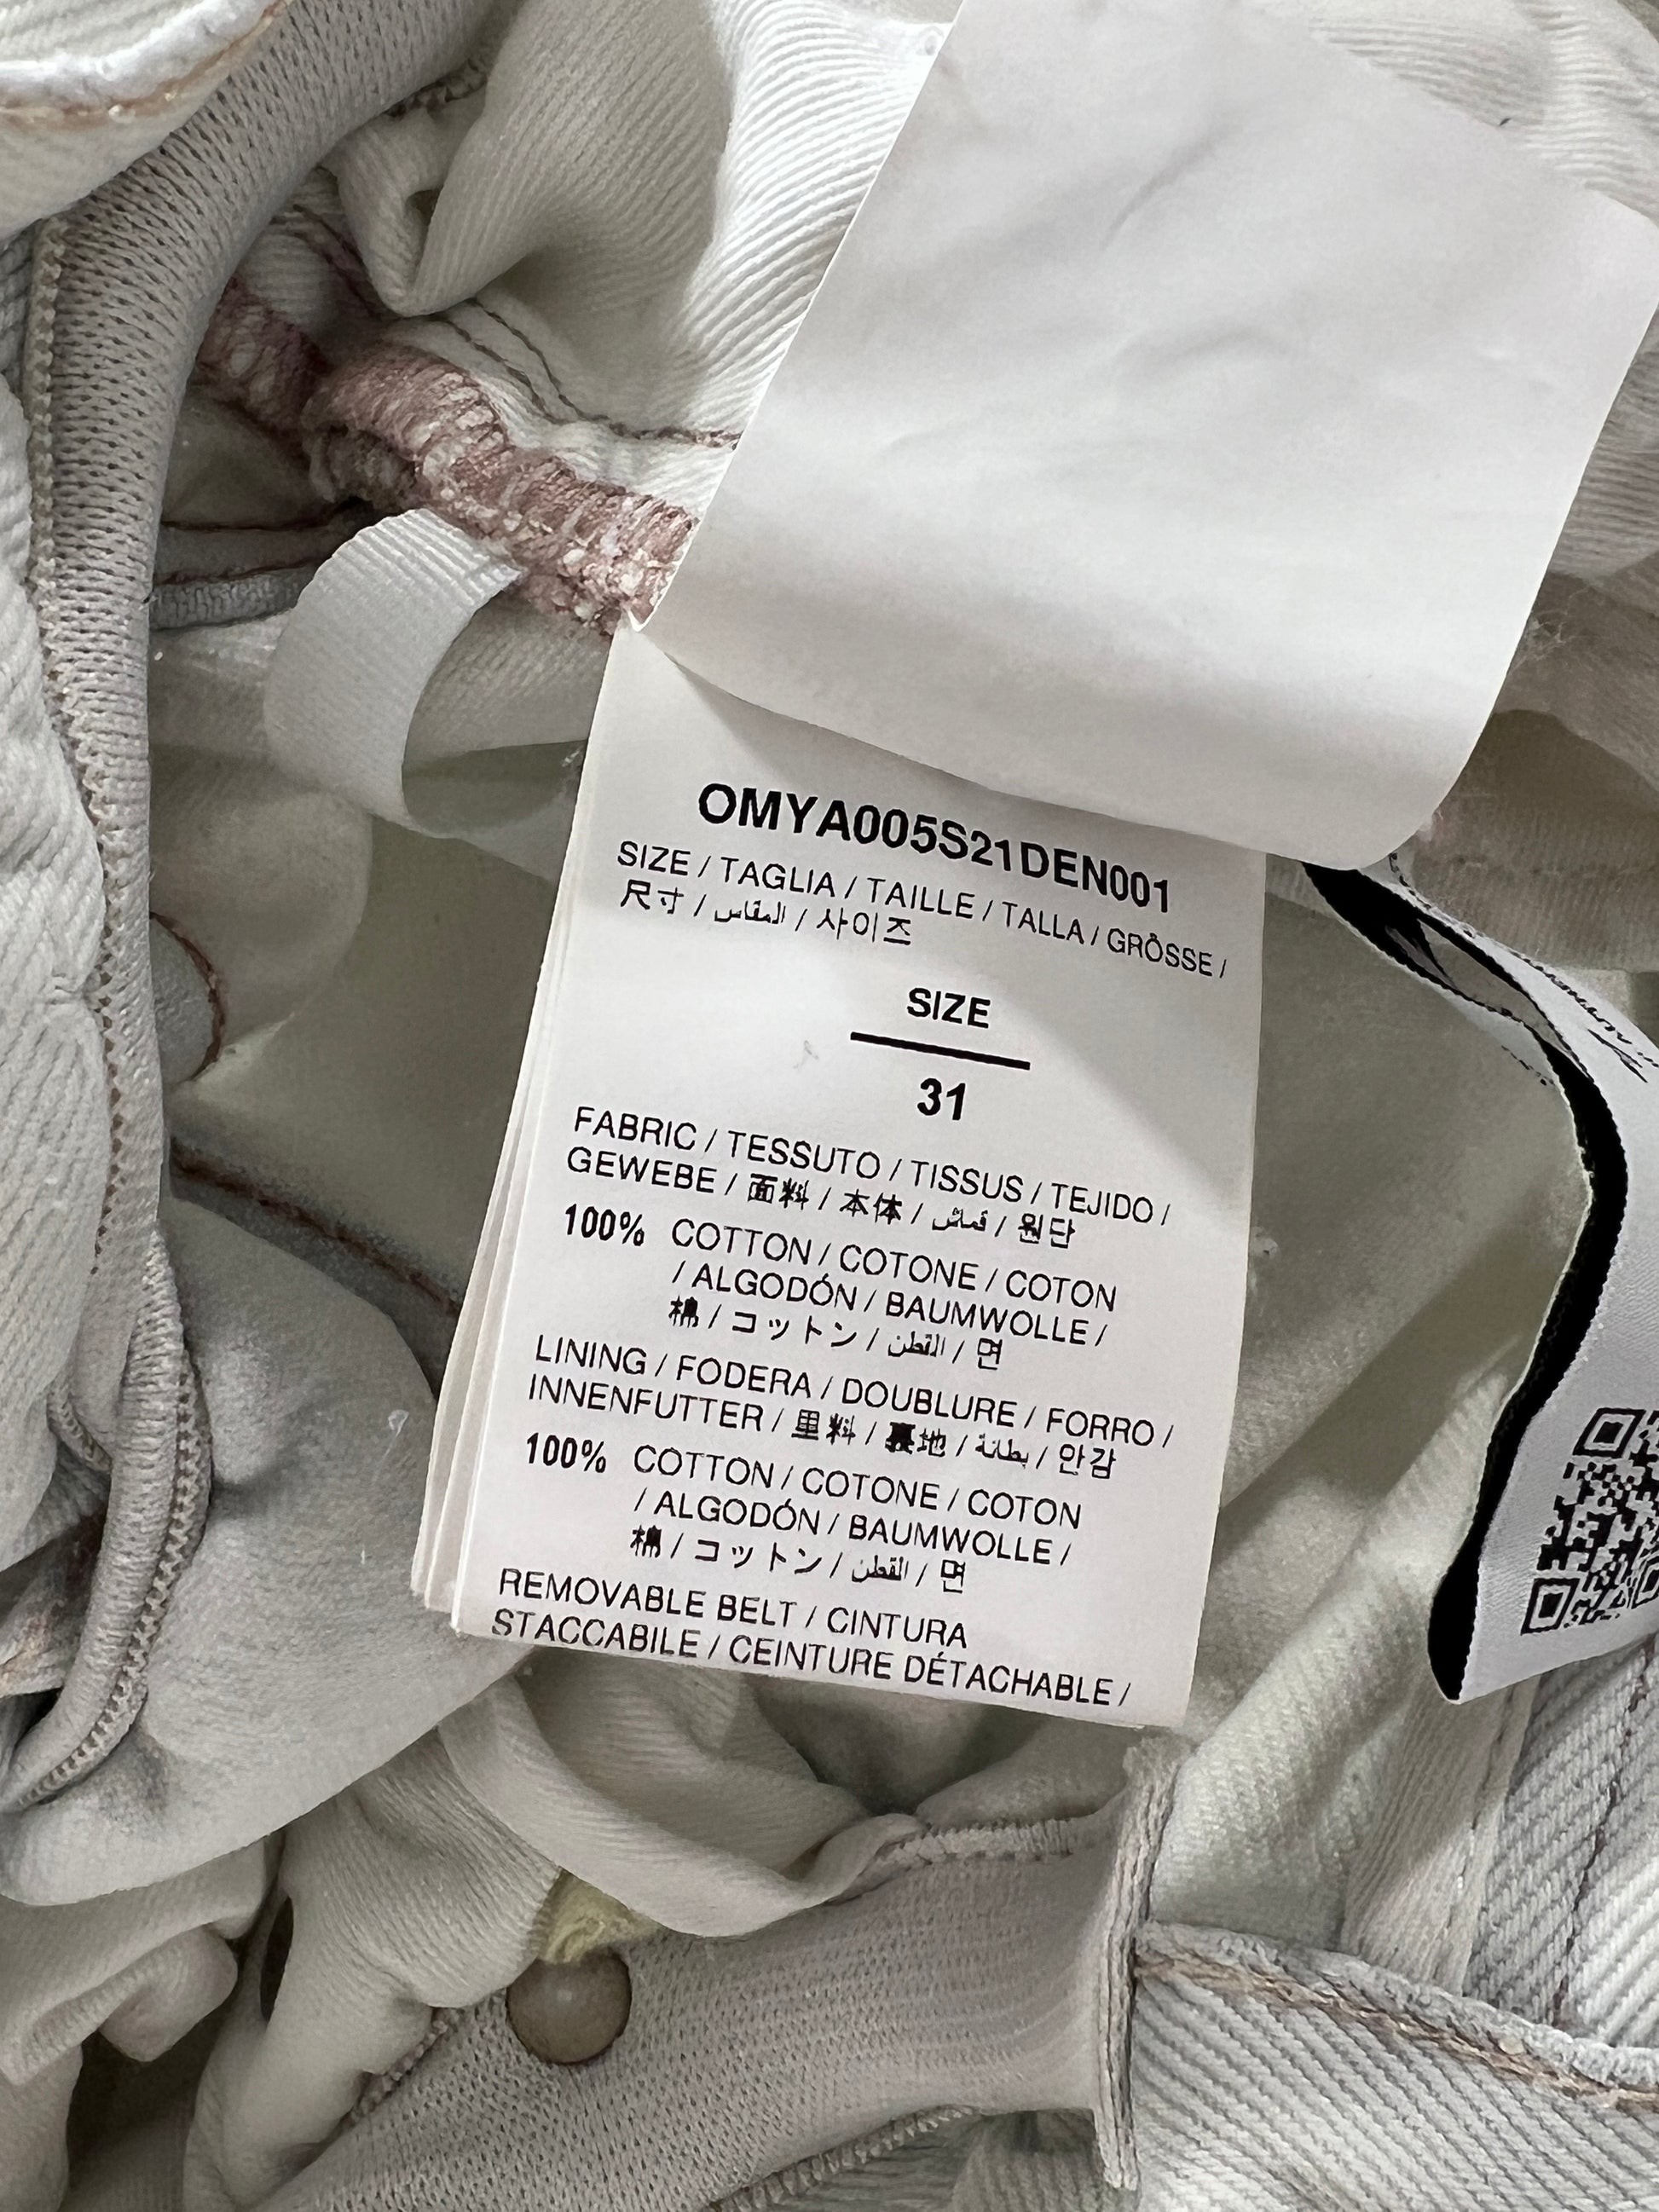 OMYA005S21DEN001
SIZE / TAGLIA / TAILLE / TALLA / GRÖSSE /
尺寸 / المقاس / 사이즈
SIZE
31
FABRIC / TESSUTO / TISSUS / TEJIDO /
GEWEBE / 面料 / 本体 / قماش / 원단
100% COTTON / COTONE / COTON
/ ALGODÓN / BAUMWOLLE /
棉 / コットン / القطن / 면
LINING / FODERA / DOUBLURE / FORRO /
INNENFUTTER / 里料 / 裏地 / بطانة / 안감
100% COTTON / COTONE / COTON
/ ALGODÓN / BAUMWOLLE /
棉 / コットン / القطن / 면
REMOVABLE BELT / CINTURA
STACCABILE / CEINTURE DÉTACHABLE /